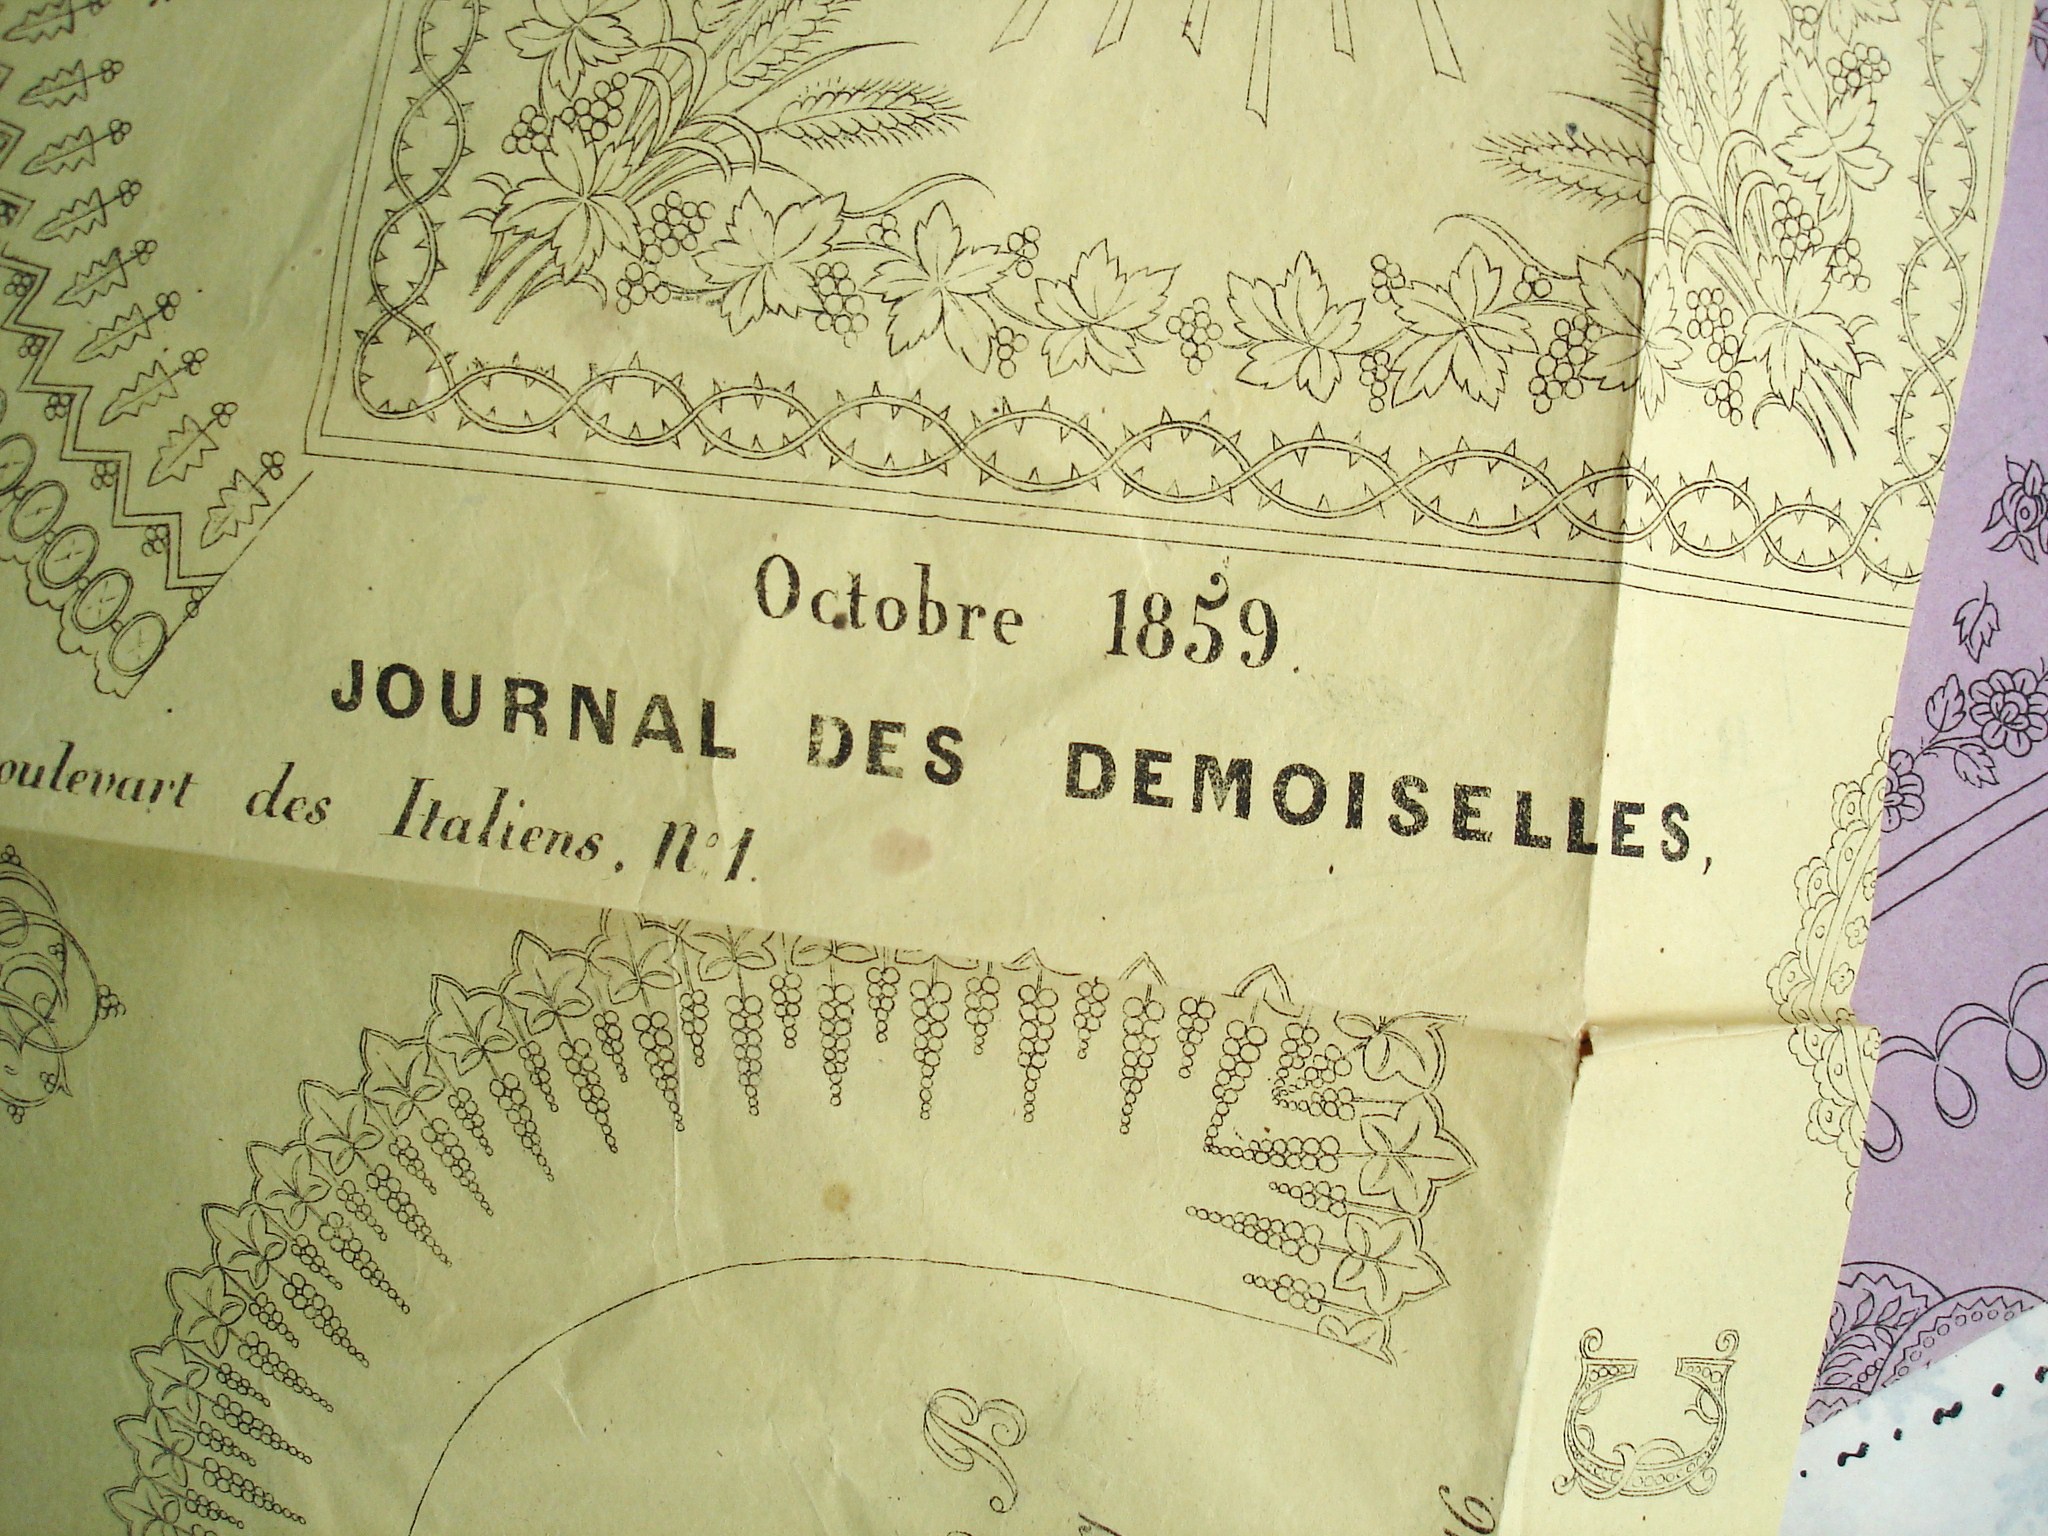 Octobre 1859.
JOURNAL DES DEMOISELLES,
oulevart des Italiens, N° 1.